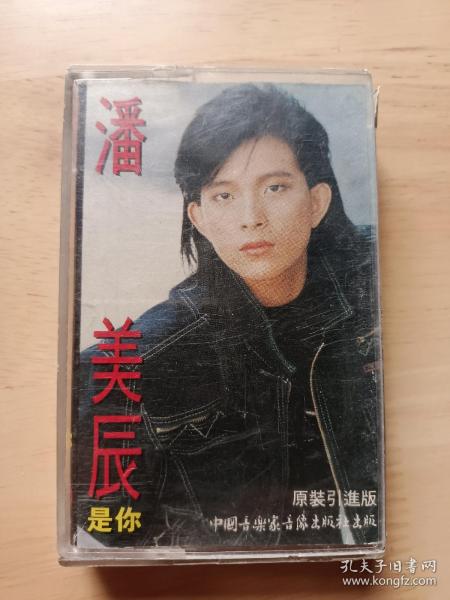 潘美辰
是你
原裝引進版
中國音樂家音像出版社出版
孔夫子旧书网
www.kongfz.com